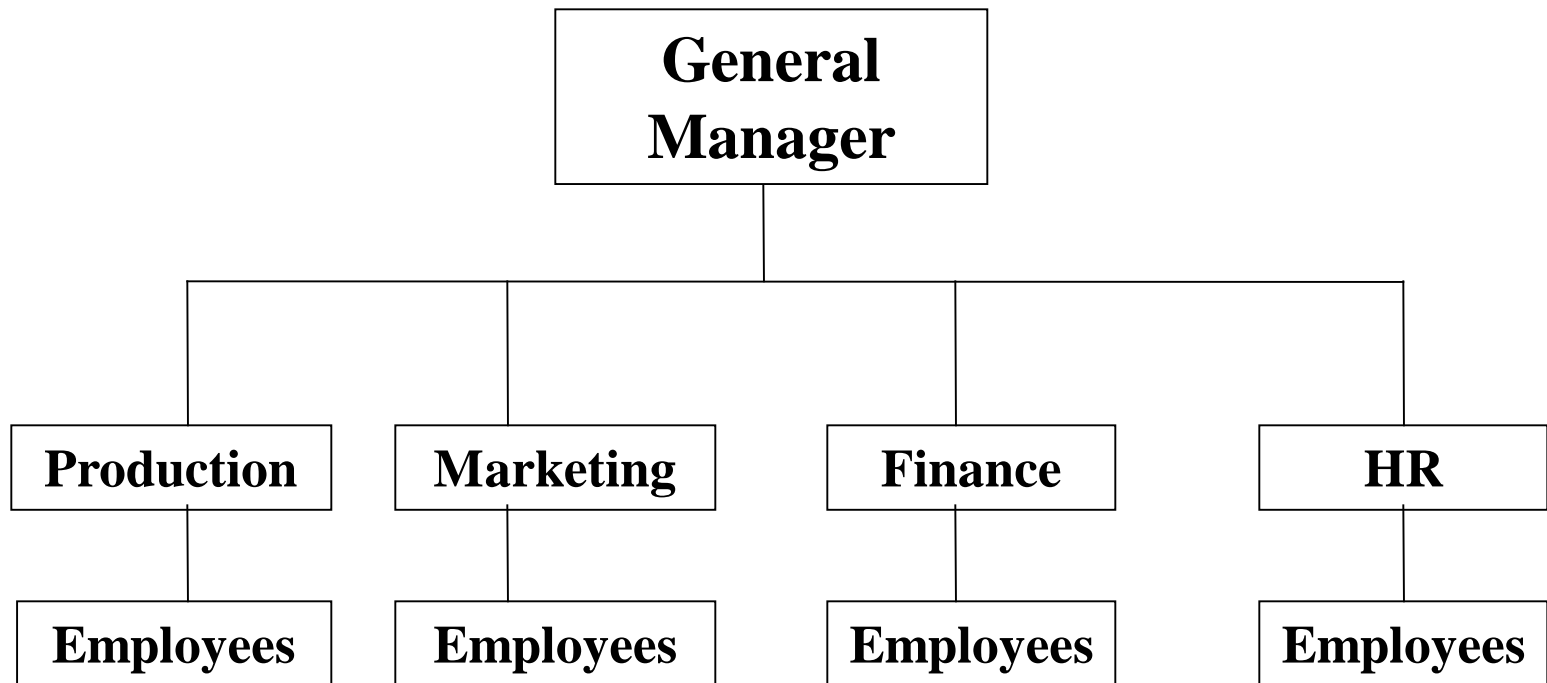 General
Manager
Production
Marketing
Finance
HR
Employees
Employees
Employees
Employees